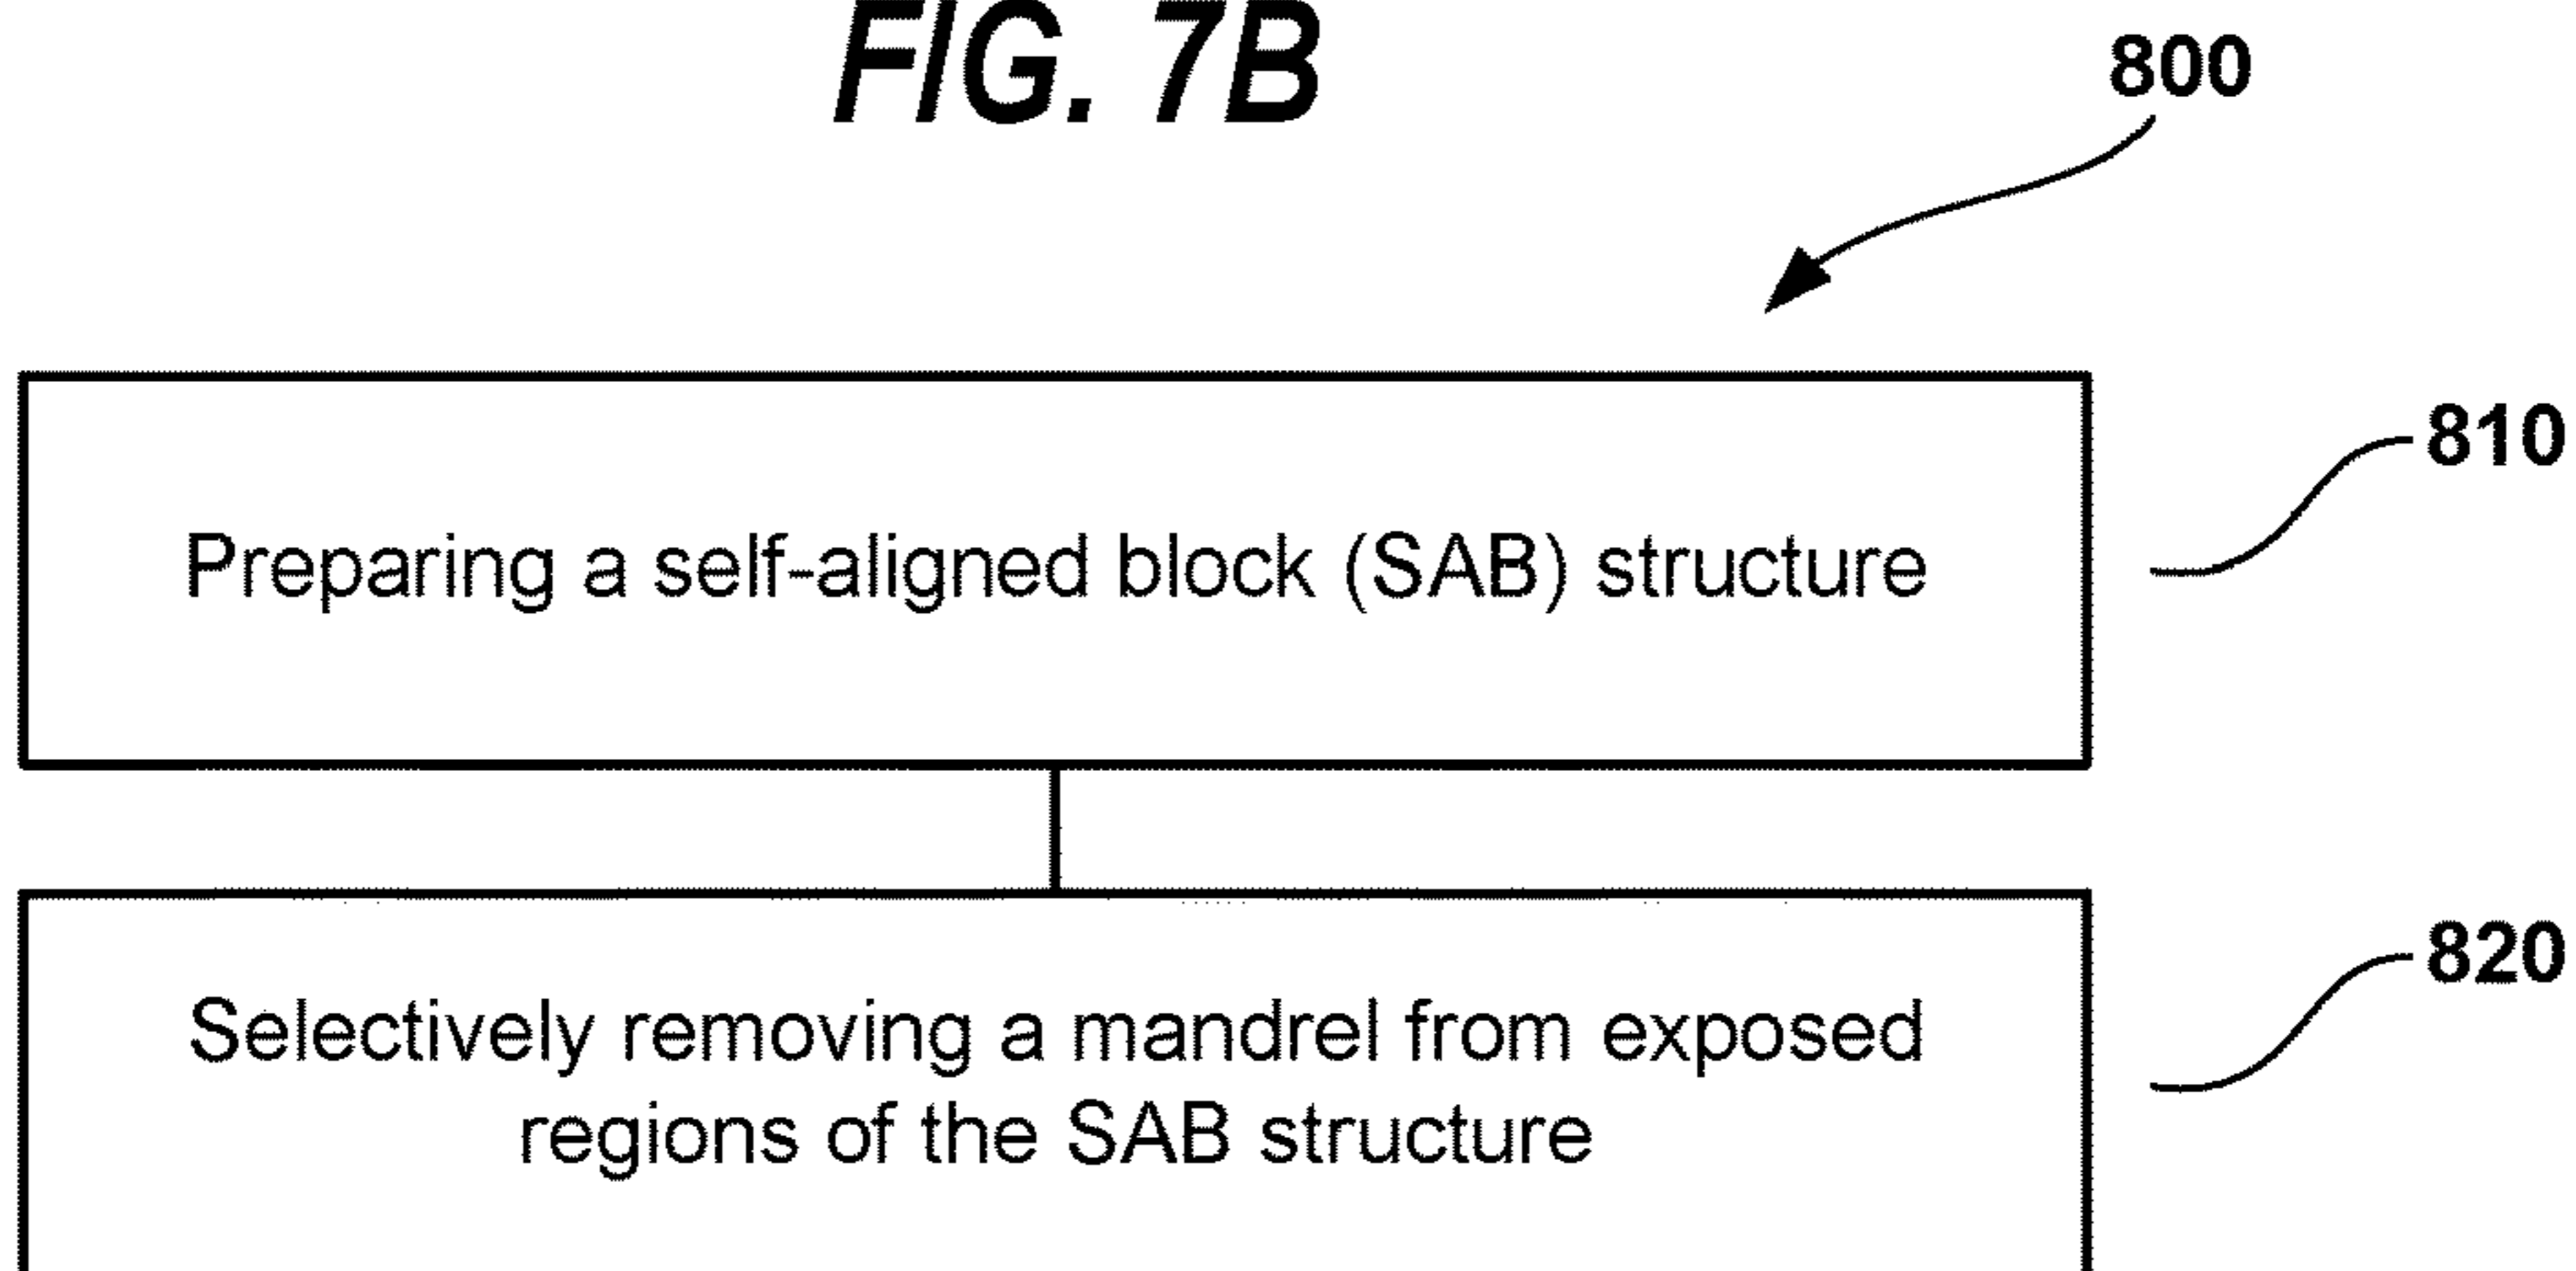 FIG. 7B
800
810
Preparing a self-aligned block (SAB) structure
820
Selectively removing a mandrel from exposed
regions of the SAB structure